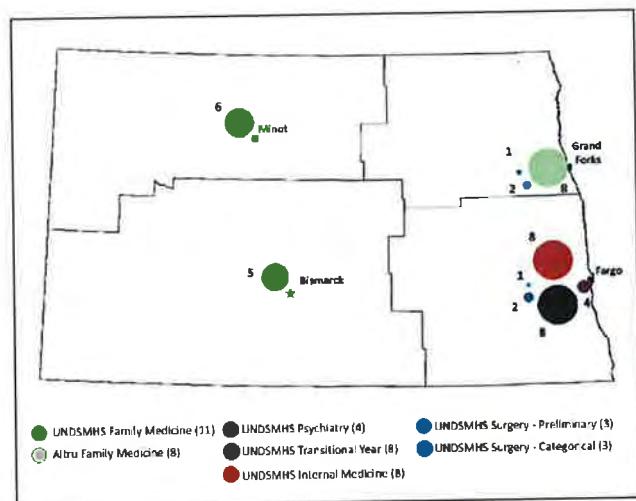 6
Minot
Grand
Forks
1
2
8
8
Fargo
5
Bismarck
1
2
4
8
UNDSMHS Family Medicine (11)
UNDSMHS Psychiatry (4)
UNDSMHS Surgery - Preliminary (3)
Altru Family Medicine (8)
UNDSMHS Transitional Year (8)
UNDSMHS Surgery - Categorical (3)
UNDSMHS Internal Medicine (8)